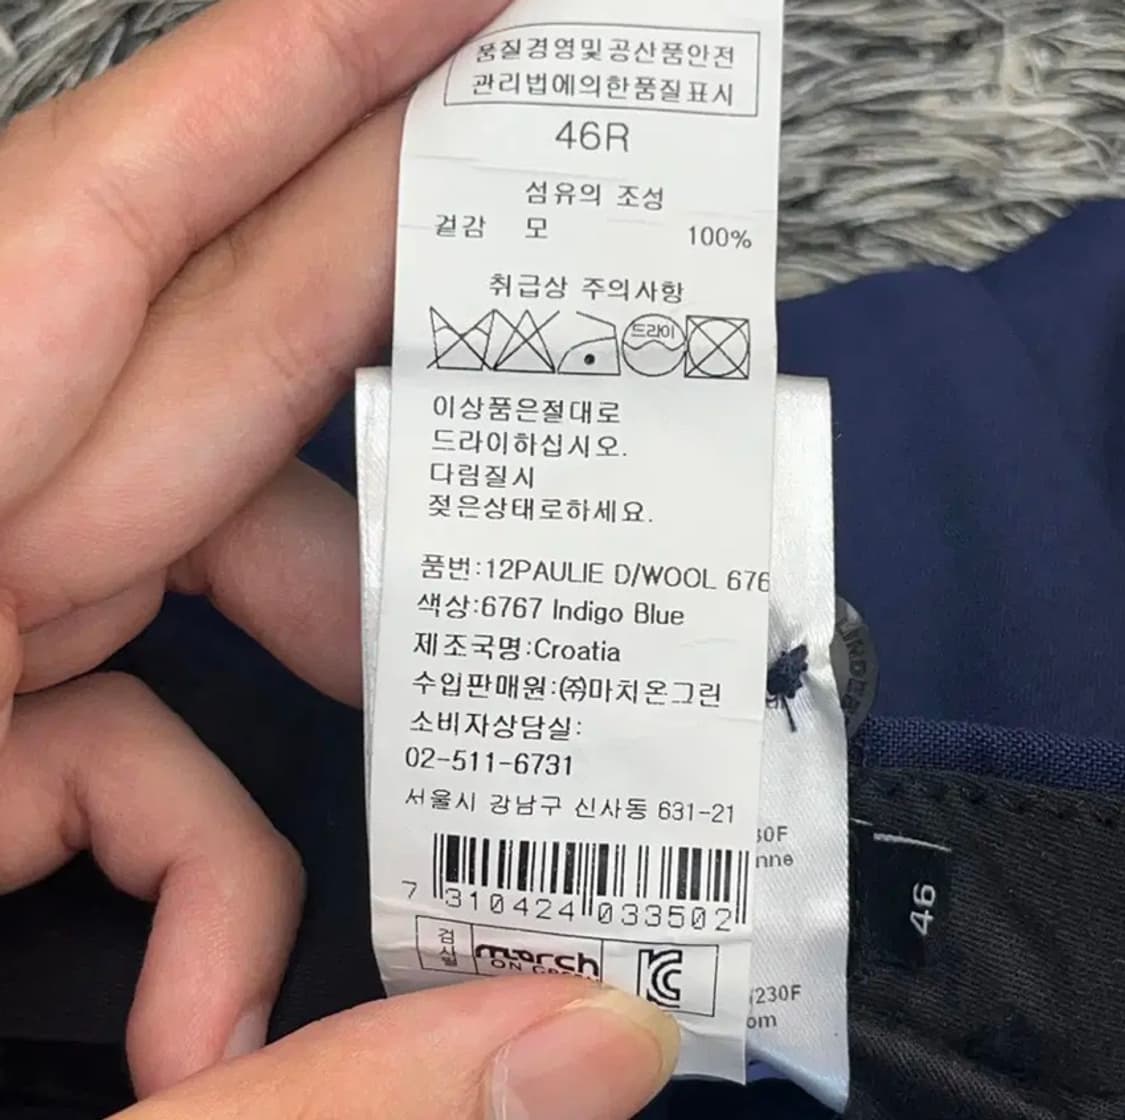 품질경영및공산품안전
관리법에의한품질표시
46R
섬유의 조성
겉감 모 100%
취급상 주의사항
드라이
이상품은절대로
드라이하십시오.
다림질시
젖은상태로하세요.
품번:12PAULIE D/WOOL 676
색상:6767 Indigo Blue
제조국명:Croatia
수입판매원:㈜마치온그린
소비자상담실:
02-511-6731
서울시 강남구 신사동 631-21
7 310424 033502
검사필
march
ON
KC
30F
nne
/230F
om
46